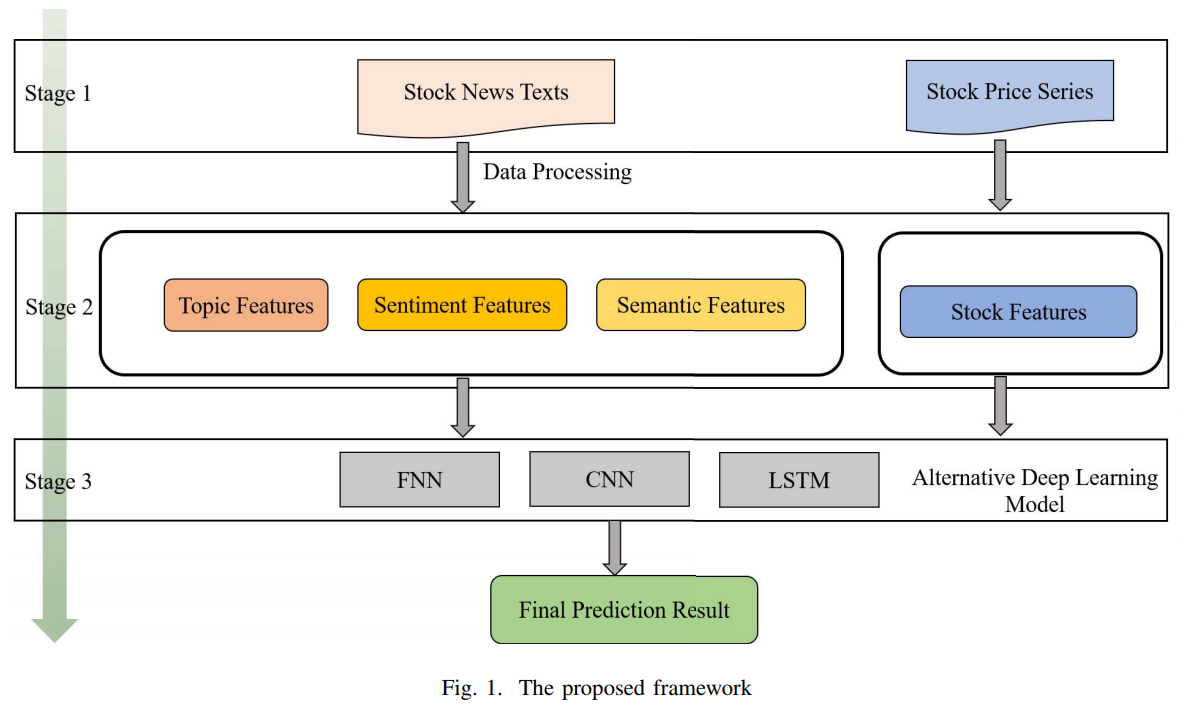 Stage 1
Stock News Texts
Stock Price Series
Data Processing
Stage 2
Topic Features
Sentiment Features
Semantic Features
Stock Features
Stage 3
FNN
CNN
LSTM
Alternative Deep Learning
Model
Final Prediction Result
Fig. 1. The proposed framework